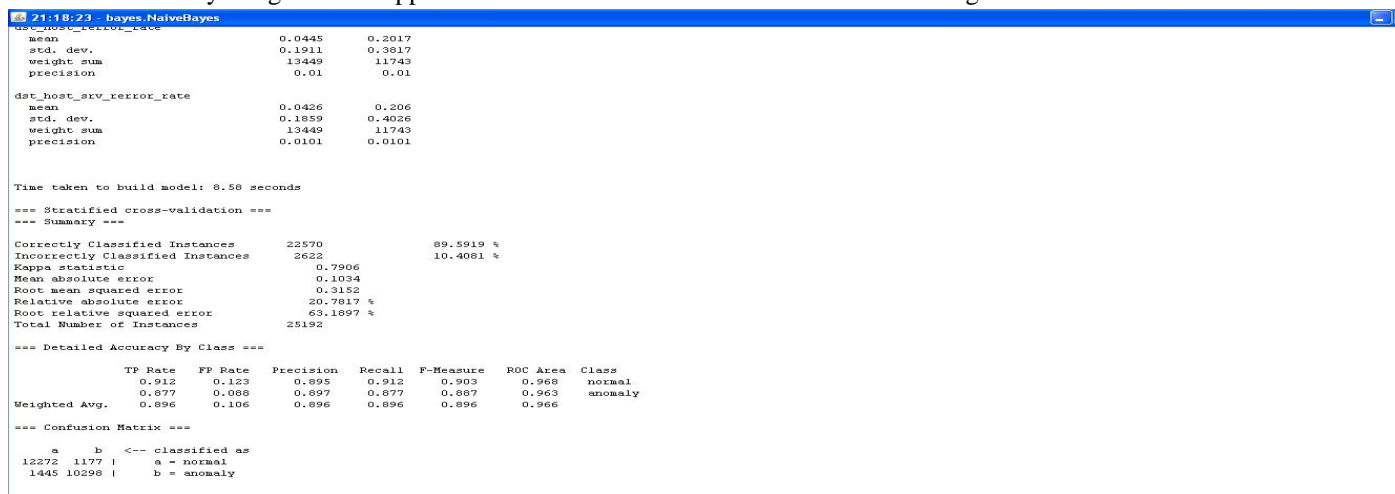 21:18:23 - bayes.NaiveBayes
dst_host_rerror_rate
mean 0.0445 0.2017
std. dev. 0.1911 0.3817
weight sum 13449 11743
precision 0.01 0.01
dst_host_srv_rerror_rate
mean 0.0426 0.206
std. dev. 0.1859 0.4026
weight sum 13449 11743
precision 0.0101 0.0101
Time taken to build model: 8.58 seconds
=== Stratified cross-validation ===
=== Summary ===
Correctly Classified Instances 22570 89.5919 %
Incorrectly Classified Instances 2622 10.4081 %
Kappa statistic 0.7906
Mean absolute error 0.1034
Root mean squared error 0.3152
Relative absolute error 20.7817 %
Root relative squared error 63.1897 %
Total Number of Instances 25192
=== Detailed Accuracy By Class ===
TP Rate FP Rate Precision Recall F-Measure ROC Area Class
0.912 0.123 0.895 0.912 0.903 0.968 normal
0.877 0.088 0.897 0.877 0.887 0.963 anomaly
Weighted Avg. 0.896 0.106 0.896 0.896 0.896 0.966
=== Confusion Matrix ===
a b <-- classified as
12272 1177 | a = normal
1445 10298 | b = anomaly